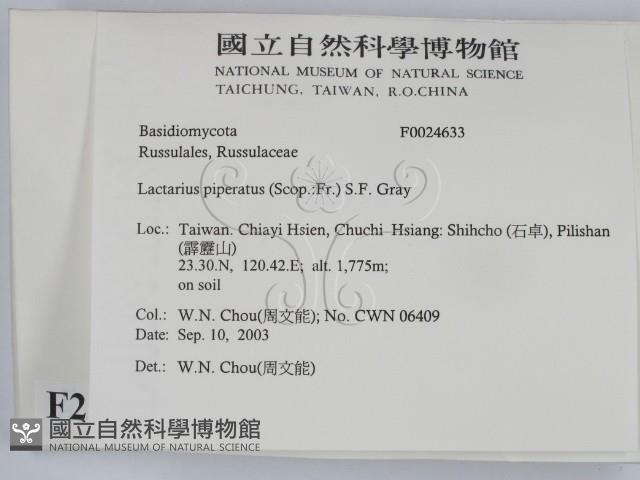 國立自然科學博物館
NATIONAL MUSEUM OF NATURAL SCIENCE
TAICHUNG, TAIWAN, R.O.CHINA
Basidiomycota F0024633
Russulales, Russulaceae
Lactarius piperatus (Scop.:Fr.) S.F. Gray
Loc.: Taiwan. Chiayi Hsien, Chuchi Hsiang: Shihcho (石卓), Pilishan
(霹靂山)
23.30.N, 120.42.E; alt. 1,775m;
on soil
Col.: W.N. Chou(周文能); No. CWN 06409
Date: Sep. 10, 2003
Det.: W.N. Chou(周文能)
F2
國立自然科學博物館
NATIONAL MUSEUM OF NATURAL SCIENCE